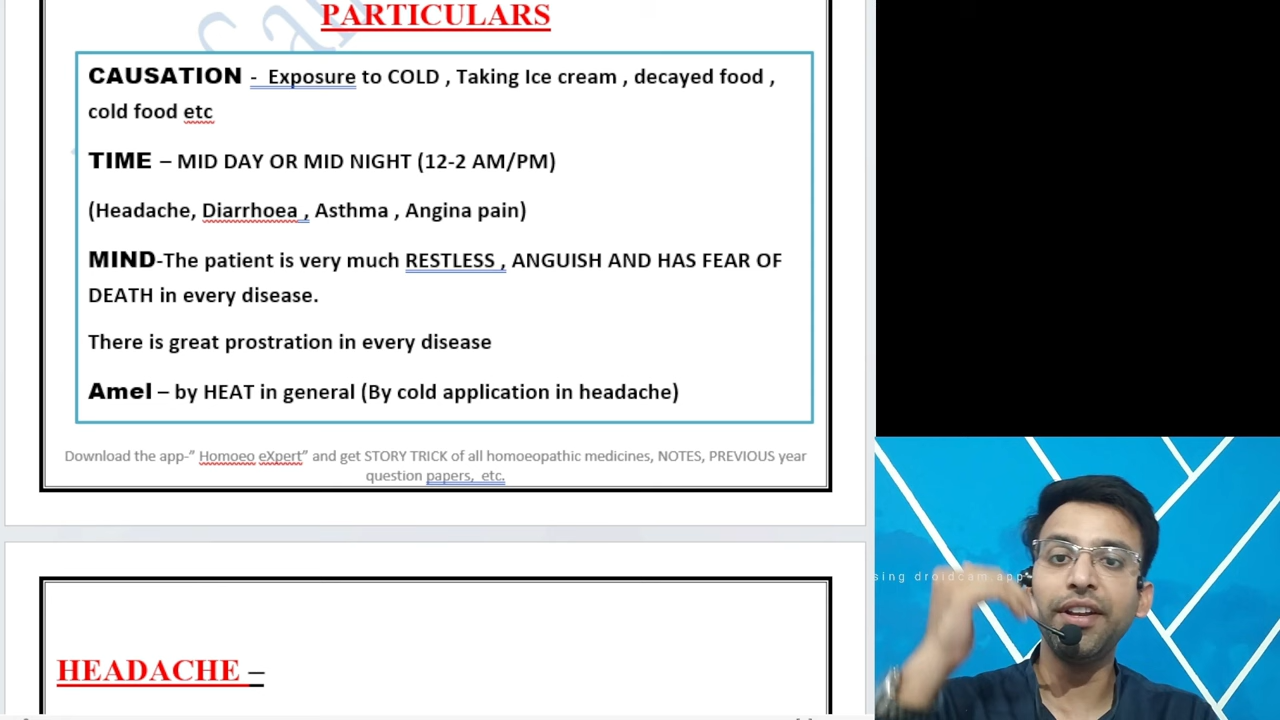 PARTICULARS
CAUSATION - Exposure to COLD , Taking Ice cream , decayed food ,
cold food etc
TIME – MID DAY OR MID NIGHT (12-2 AM/PM)
(Headache, Diarrhoea , Asthma , Angina pain)
MIND-The patient is very much RESTLESS , ANGUISH AND HAS FEAR OF
DEATH in every disease.
There is great prostration in every disease
Amel – by HEAT in general (By cold application in headache)
Download the app-” Homoeo eXpert” and get STORY TRICK of all homoeopathic medicines, NOTES, PREVIOUS year
question papers, etc.
sing droidcam.app
HEADACHE –